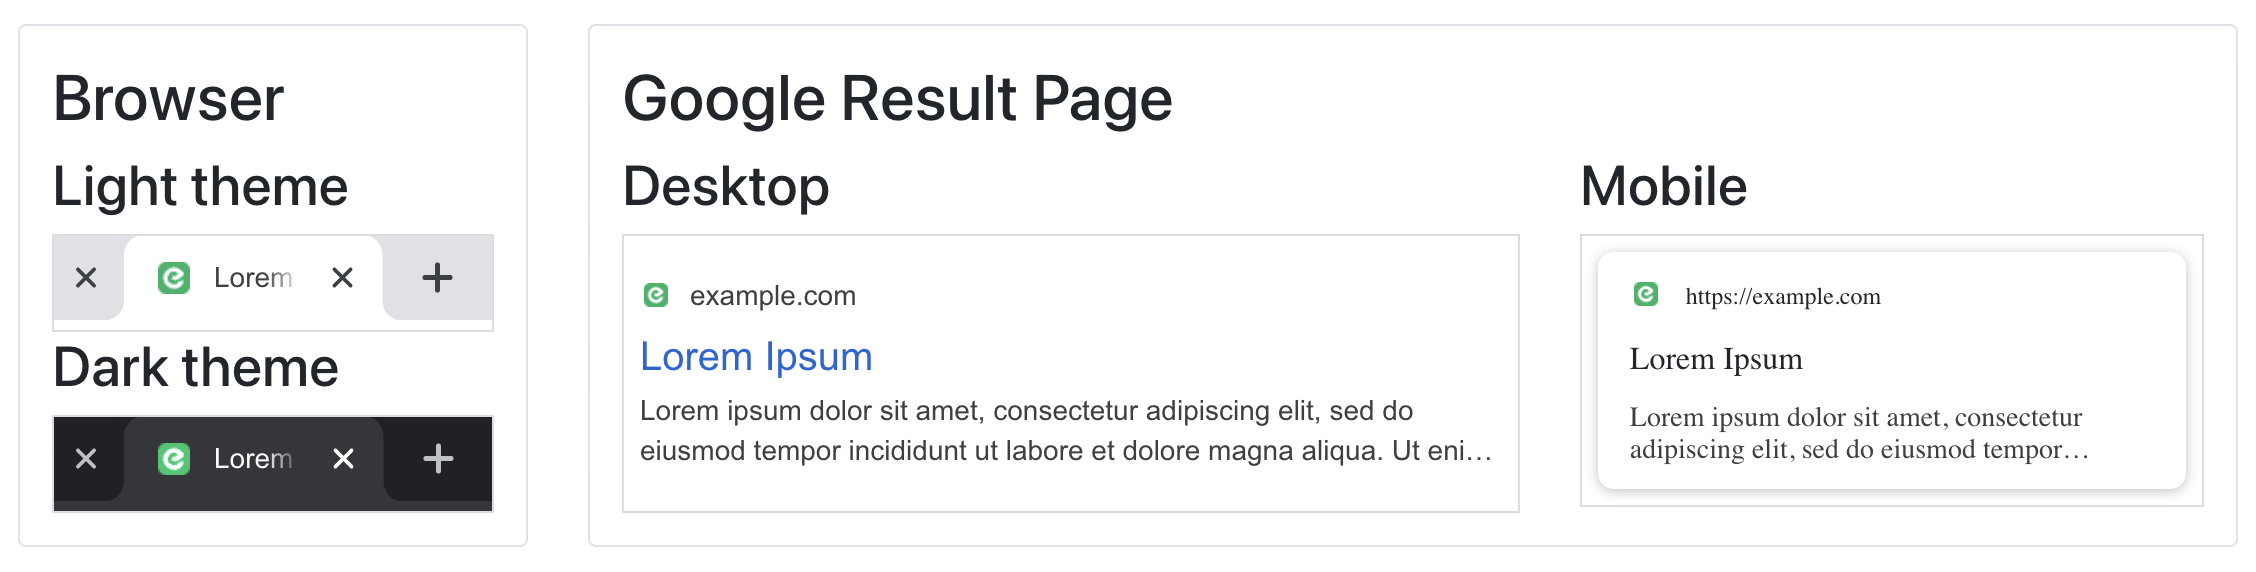 Browser
Light theme
Lorem
Dark theme
Lorem
Google Result Page
Desktop
example.com
Lorem Ipsum
Lorem ipsum dolor sit amet, consectetur adipiscing elit, sed do
eiusmod tempor incididunt ut labore et dolore magna aliqua. Ut eni…
Mobile
https://example.com
Lorem Ipsum
Lorem ipsum dolor sit amet, consectetur
adipiscing elit, sed do eiusmod tempor…